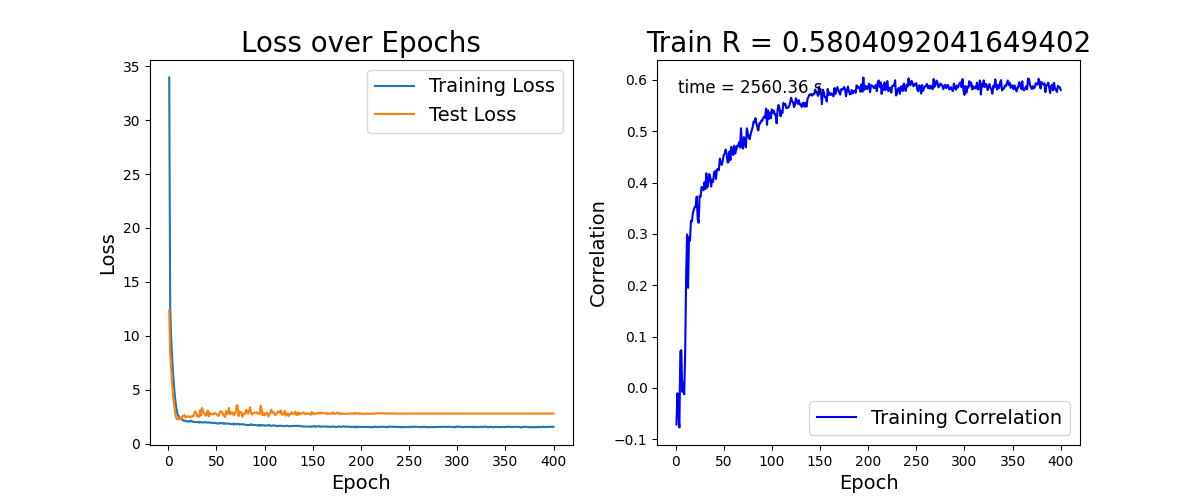 Loss over Epochs
35
30
25
20
15
10
5
0
Loss
Training Loss
Test Loss
0 50 100 150 200 250 300 350 400
Epoch
Train R = 0.5804092041649402
0.6
0.5
0.4
0.3
0.2
0.1
0.0
−0.1
Correlation
time = 2560.36 s
Training Correlation
0 50 100 150 200 250 300 350 400
Epoch